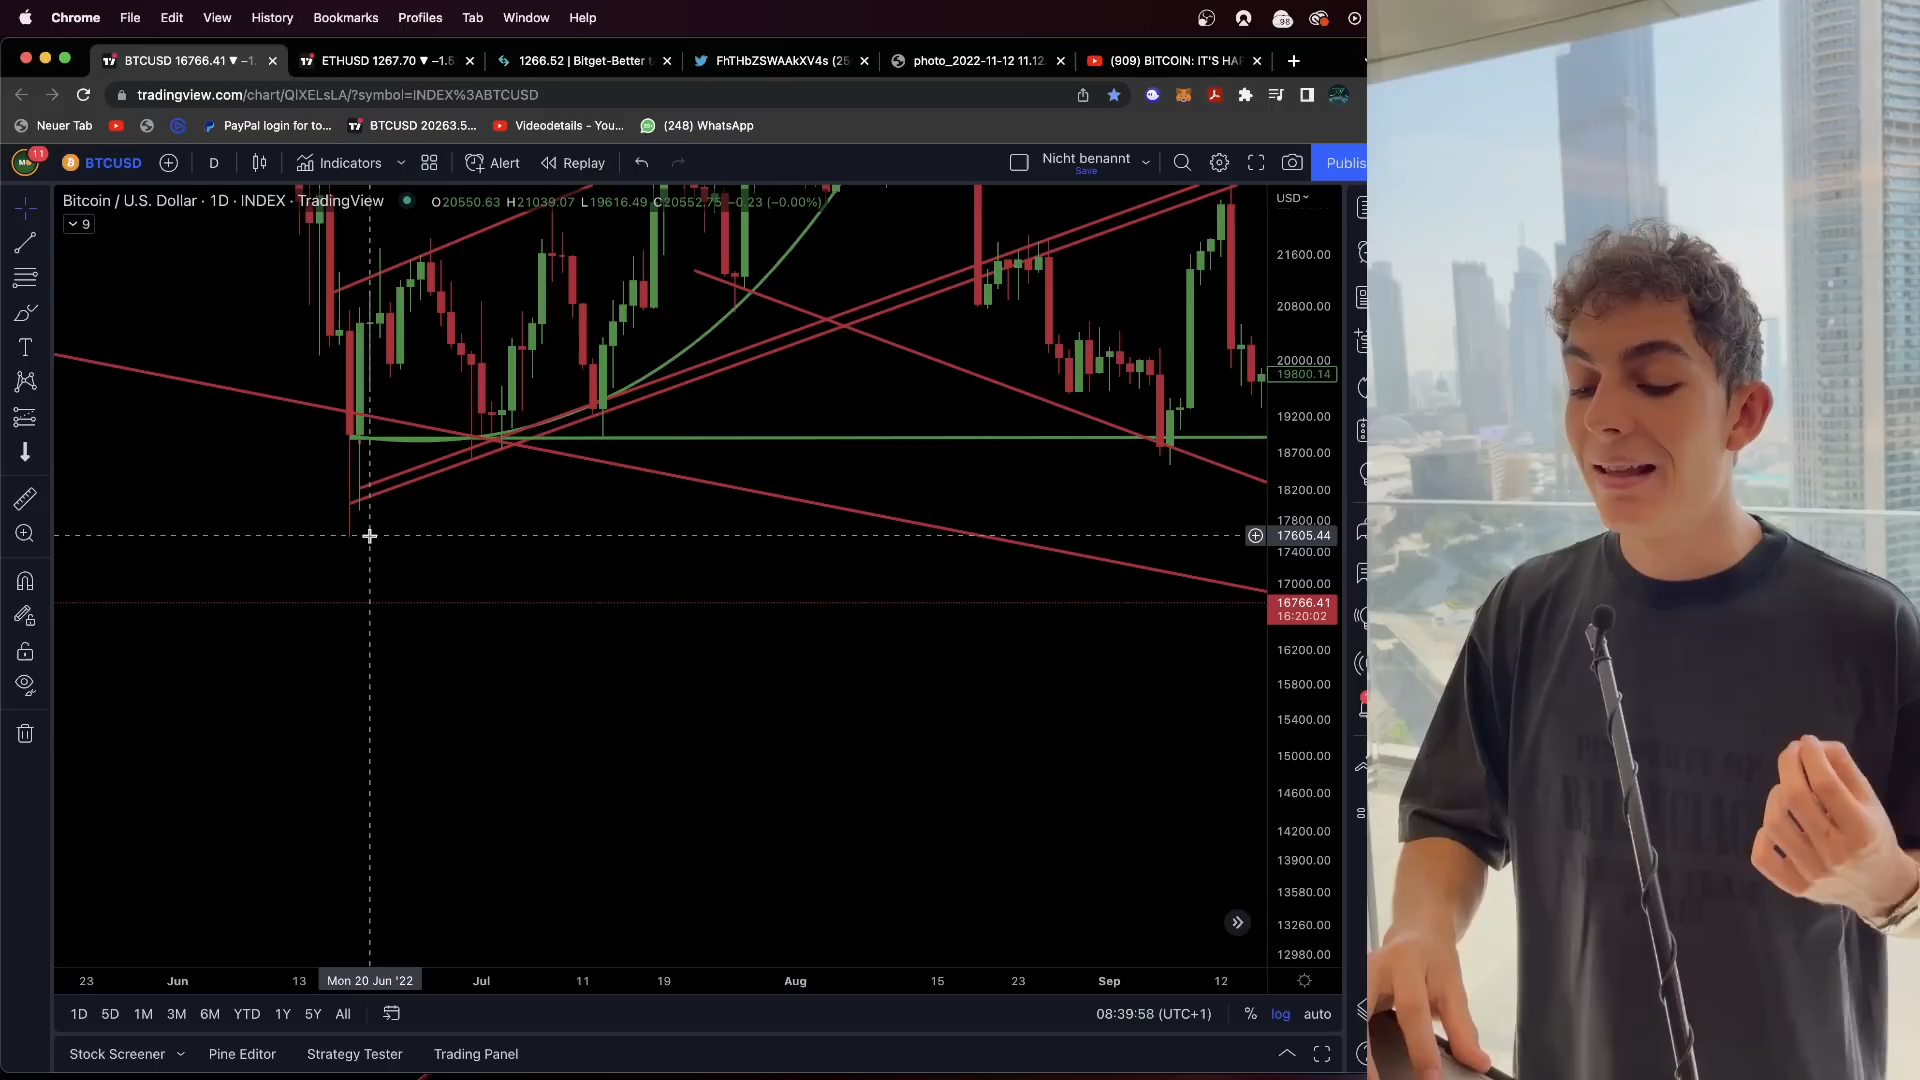 Chrome File Edit View History Bookmarks Profiles Tab Window Help
BTCUSD 16766.41 ▼ −1. ETHUSD 1267.70 ▼ −1.5 1266.52 | Bitget-Better t FhTHbZSWAAkXV4s (25 photo_2022-11-12 11.12. (909) BITCOIN: IT'S HAP
tradingview.com/chart/QIXELsLA/?symbol=INDEX%3ABTCUSD
Neuer Tab PayPal login for to... BTCUSD 20263.5... Videodetails - You... (248) WhatsApp
11 BTCUSD D Indicators Alert Replay Nicht benannt Publis
Save
Bitcoin / U.S. Dollar · 1D · INDEX · TradingView O20550.63 H21039.07 L19616.49 C20552.75 −0.23 (−0.00%) USD
9
21600.00
20800.00
20000.00
19800.14
19200.00
18700.00
18200.00
17800.00
17605.44
17400.00
17000.00
16766.41
16:20:02
16200.00
15800.00
15400.00
15000.00
14600.00
14200.00
13900.00
13580.00
13260.00
12980.00
23 Jun 13 Mon 20 Jun '22 Jul 11 19 Aug 15 23 Sep 12
1D 5D 1M 3M 6M YTD 1Y 5Y All 08:39:58 (UTC+1) % log auto
Stock Screener Pine Editor Strategy Tester Trading Panel